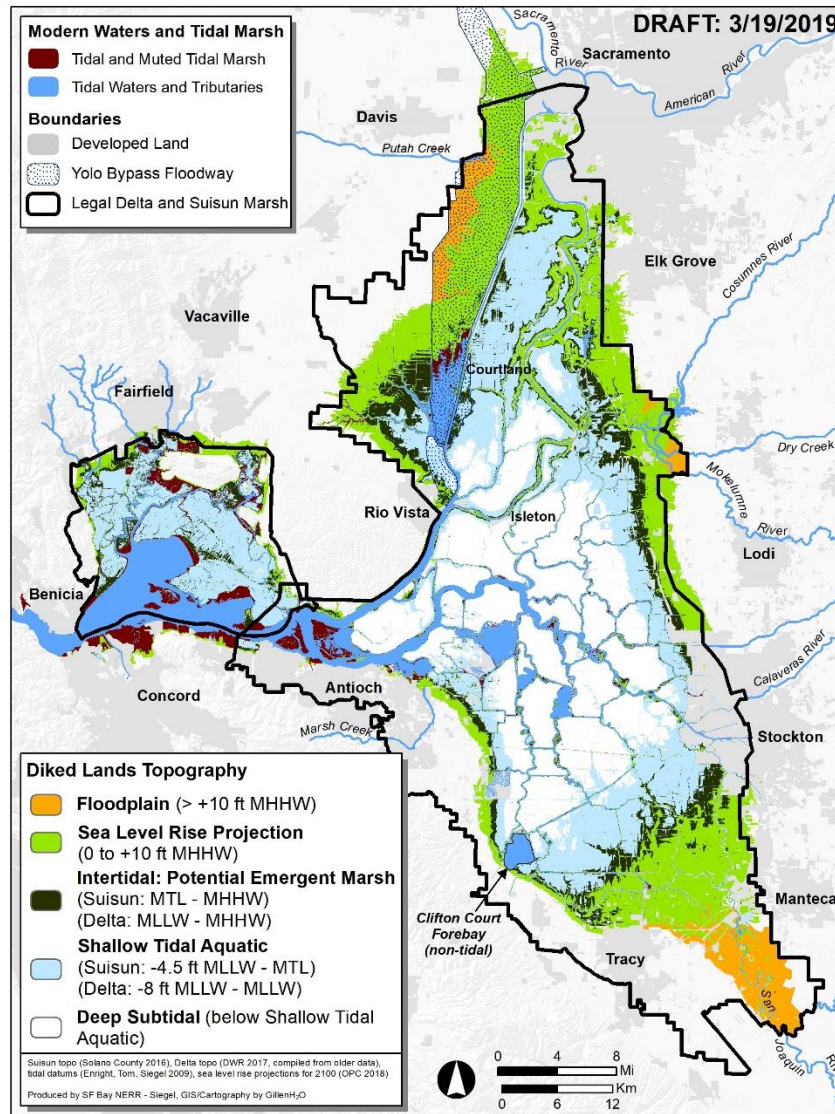 DRAFT: 3/19/2019
Modern Waters and Tidal Marsh
Tidal and Muted Tidal Marsh
Tidal Waters and Tributaries
Boundaries
Developed Land
Yolo Bypass Floodway
Legal Delta and Suisun Marsh
Sacramento
River
Sacramento
American River
Davis
Putah Creek
Elk Grove
Cosumnes River
Vacaville
Courtland
Fairfield
Dry Creek
Mokelumne
River
Rio Vista
Isleton
Lodi
Benicia
Calaveras River
Concord
Antioch
Marsh Creek
Stockton
Diked Lands Topography
Floodplain (> +10 ft MHHW)
Sea Level Rise Projection
(0 to +10 ft MHHW)
Intertidal: Potential Emergent Marsh
(Suisun: MTL - MHHW)
(Delta: MLLW - MHHW)
Shallow Tidal Aquatic
(Suisun: -4.5 ft MLLW - MTL)
(Delta: -8 ft MLLW - MLLW)
Deep Subtidal (below Shallow Tidal
Aquatic)
Suisun topo (Solano County 2016), Delta topo (DWR 2017, compiled from older data),
tidal datums (Enright, Tom, Siegel 2009), sea level rise projections for 2100 (OPC 2018)
Produced by SF Bay NERR - Siegel, GIS/Cartography by GillenH₂O
Clifton Court
Forebay
(non-tidal)
Manteca
Tracy
San
Joaquin
0 4 8
Mi
Km
0 6 12